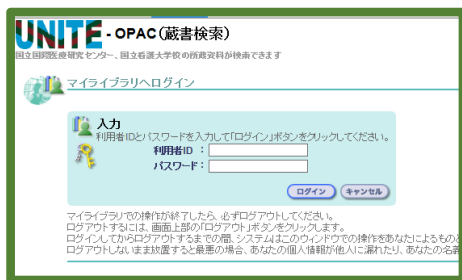 UNITE - OPAC(蔵書検索)
国立国際医療研究センター、国立看護大学校の所蔵資料が検索できます
マイライブラリへログイン
入力
利用者IDとパスワードを入力して「ログイン」ボタンをクリックしてください。
利用者ID :
パスワード :
ログイン キャンセル
マイライブラリでの操作が終了したら、必ずログアウトしてください。
ログアウトするには、画面上部の「ログアウト」ボタンをクリックします。
ログインしてからログアウトするまでの間、システムはこのウィンドウでの操作をあなたによるものと
ログアウトしないまま放置すると最悪の場合、あなたの個人情報が他人に漏れたり、あなたの名義